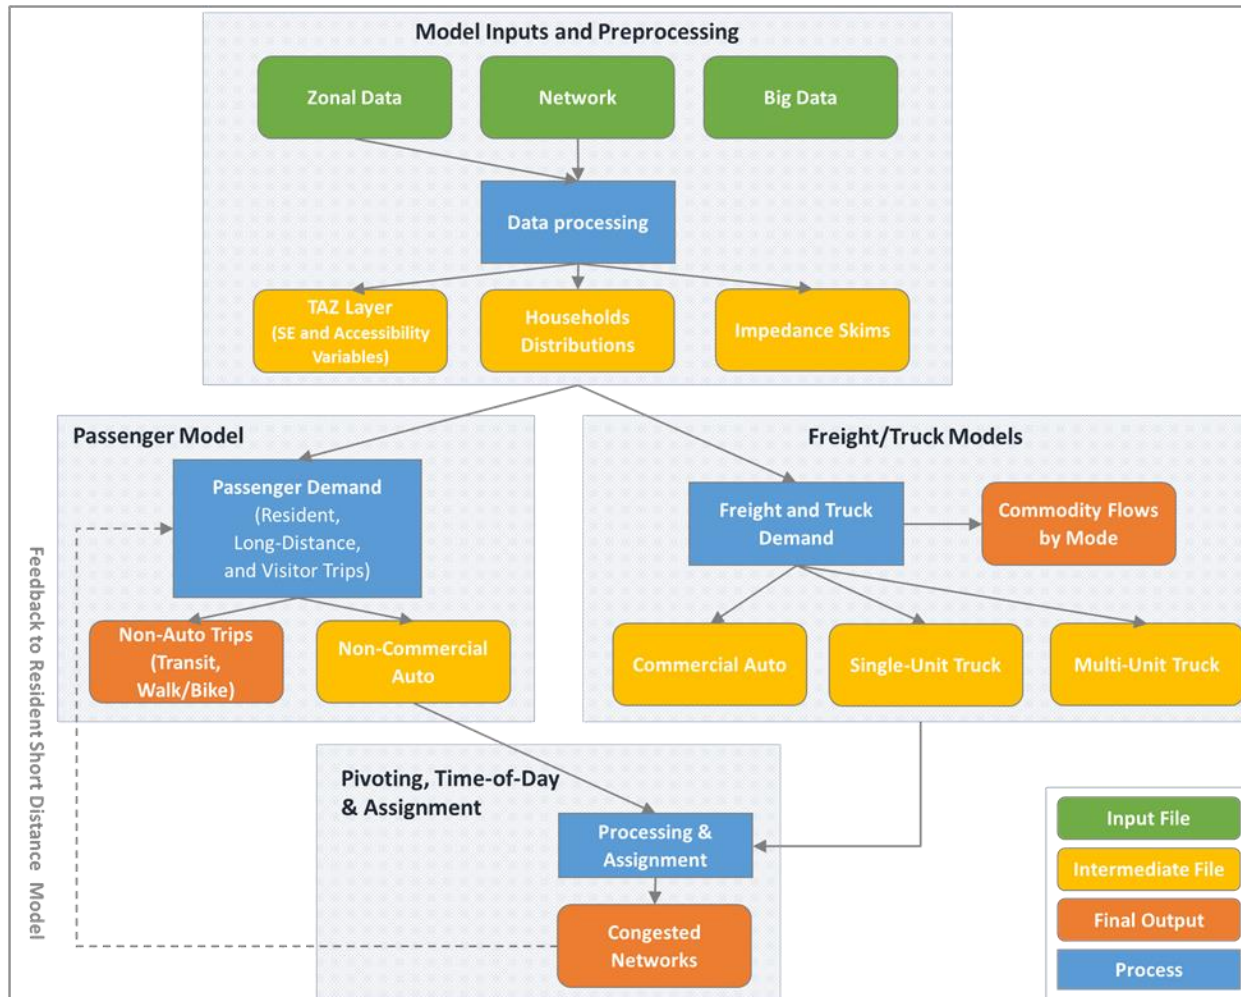 Model Inputs and Preprocessing
Zonal Data
Network
Big Data
Data processing
TAZ Layer
(SE and Accessibility
Variables)
Households
Distributions
Impedance Skims
Passenger Model
Passenger Demand
(Resident,
Long-Distance,
and Visitor Trips)
Non-Auto Trips
(Transit,
Walk/Bike)
Non-Commercial
Auto
Freight/Truck Models
Freight and Truck
Demand
Commodity Flows
by Mode
Commercial Auto
Single-Unit Truck
Multi-Unit Truck
Feedback to Resident Short Distance Model
Pivoting, Time-of-Day
& Assignment
Processing &
Assignment
Congested
Networks
Input File
Intermediate File
Final Output
Process